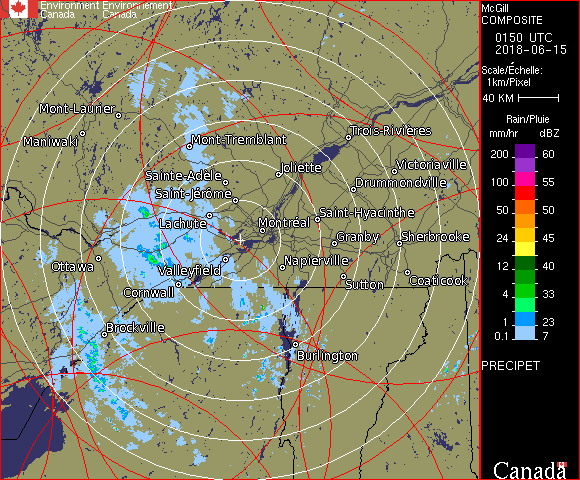 Environment Environnement
Canada Canada
McGill
COMPOSITE
0150 UTC
2018-06-15
Scale/Échelle:
1km/Pixel
40 KM
Rain/Pluie
mm/hr dBZ
200 60
150 55
100 55
50 50
24 45
12 40
4 33
1 23
0.1 7
PRECIPET
Canada
Mont-Laurier
Maniwaki
Mont-Tremblant
Trois-Rivières
Joliette
Victoriaville
Sainte-Adèle
Drummondville
Saint-Jérôme
Saint-Hyacinthe
Lachute
Montréal
Granby
Sherbrooke
Ottawa
Valleyfield
Napierville
Sutton
Coaticook
Cornwall
Brockville
Burlington